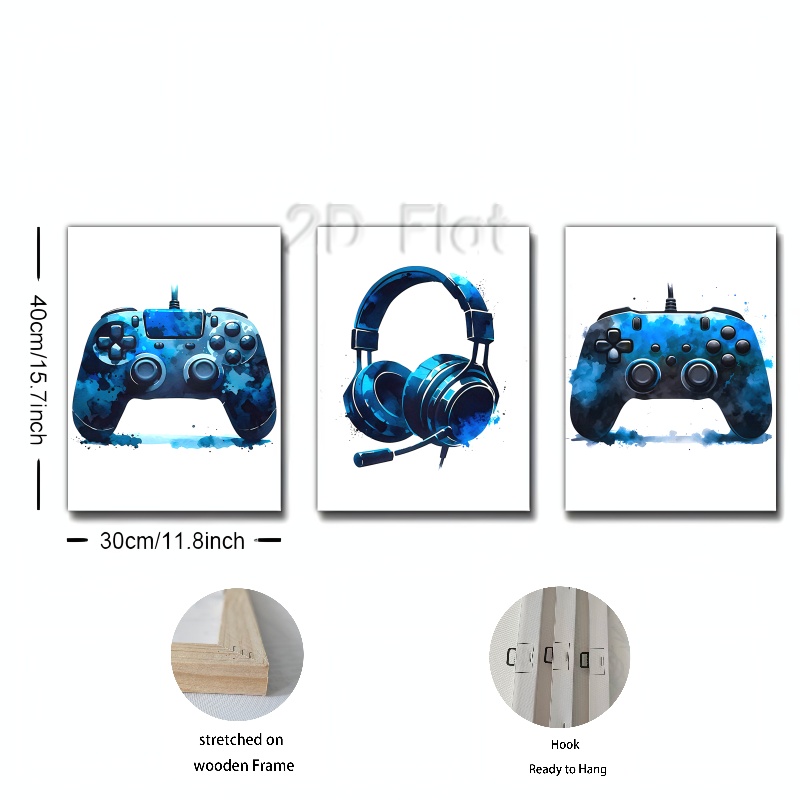 2D Flat
40cm/15.7inch
30cm/11.8inch
stretched on
wooden Frame
Hook
Ready to Hang